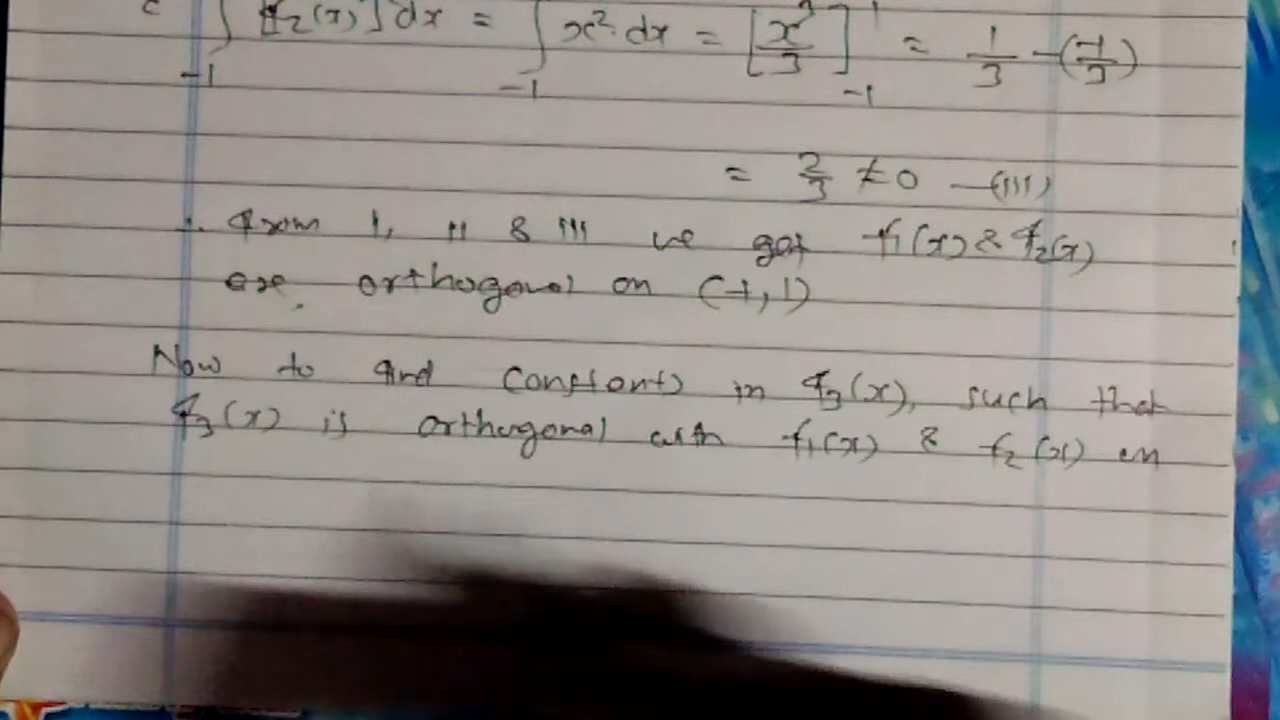 & ∫_{-1} [f₂(x)]dx = ∫_{-1} x².dx = [x³/3]_{-1}^{1} = 1/3 -(-1/3)
= 2/3 ≠ 0 —(III)
∴ from I, II & III we get f₁(x) & f₂(x)
are orthogonal on (-1,1)
Now to find constants in f₃(x), such that
f₃(x) is orthogonal with f₁(x) & f₂(x) on